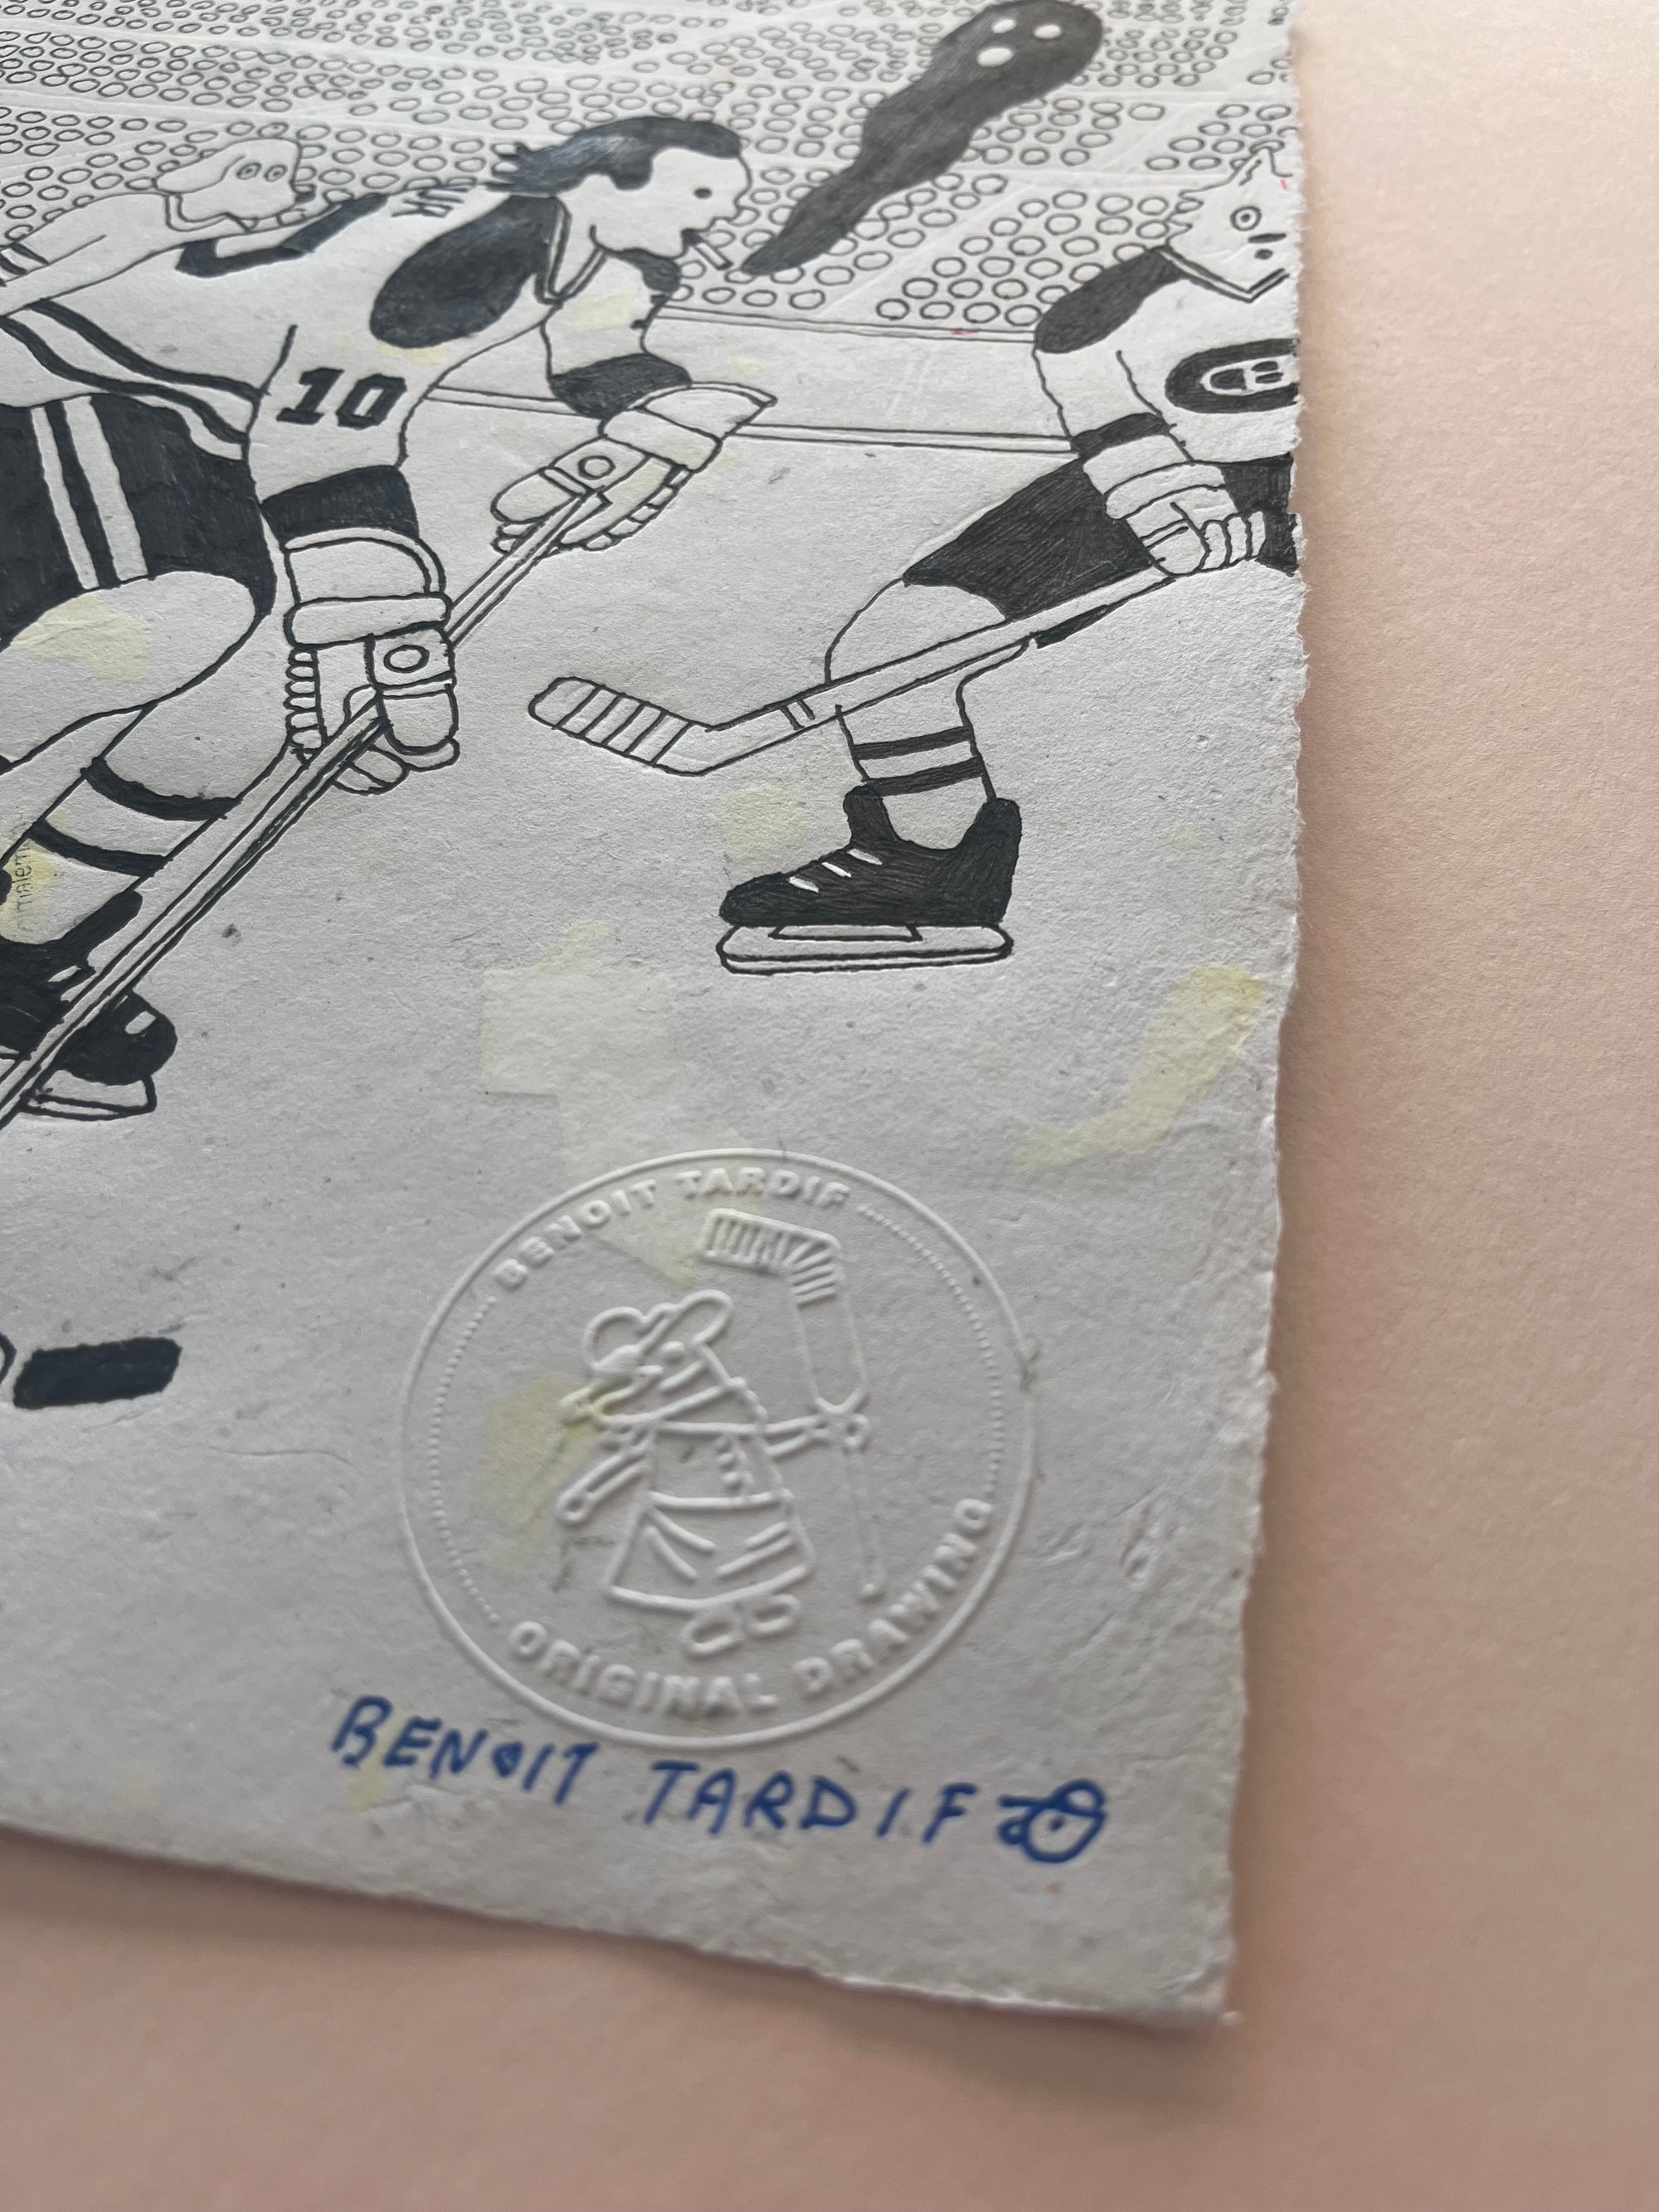 10
BENOIT TARDIF
ORIGINAL DRAWING
BENOIT TARDIF